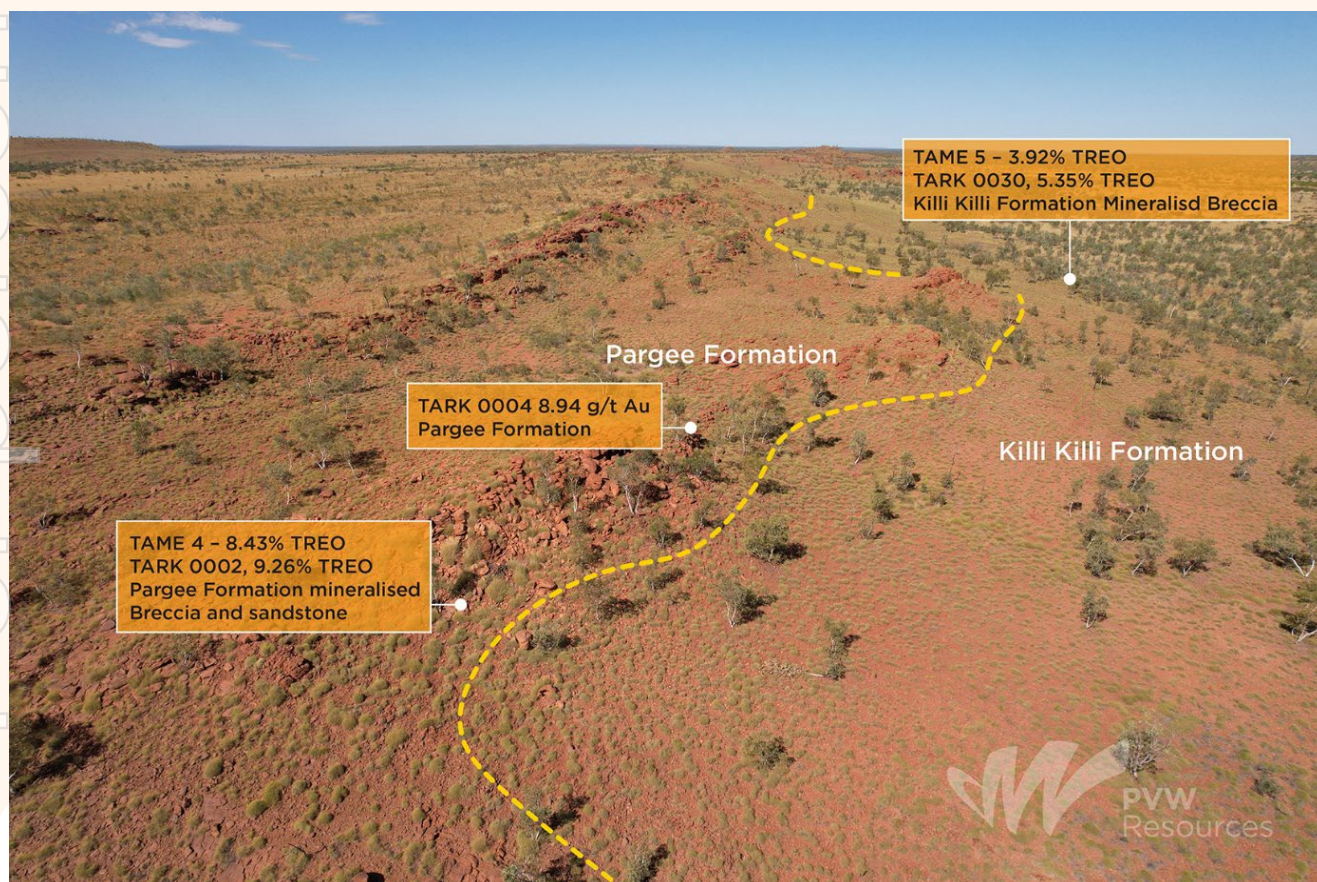 TAME 5 – 3.92% TREO
TARK 0030, 5.35% TREO
Killi Killi Formation Mineralisd Breccia
Pargee Formation
TARK 0004 8.94 g/t Au
Pargee Formation
Killi Killi Formation
TAME 4 – 8.43% TREO
TARK 0002, 9.26% TREO
Pargee Formation mineralised
Breccia and sandstone
PVW
Resources